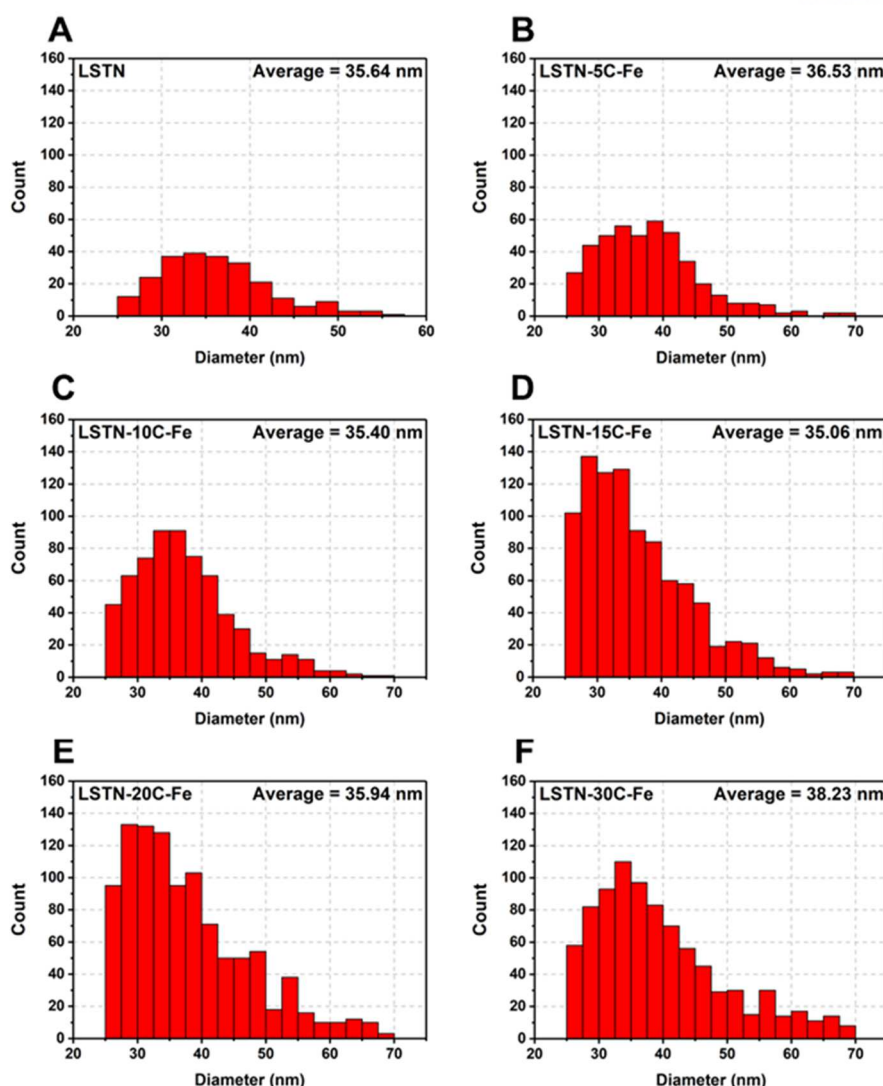 A
LSTN Average = 35.64 nm
160
140
120
100
80
60
40
20
0
20 30 40 50 60
Count
Diameter (nm)
B
LSTN-5C-Fe Average = 36.53 nm
160
140
120
100
80
60
40
20
0
20 30 40 50 60 70
Count
Diameter (nm)
C
LSTN-10C-Fe Average = 35.40 nm
160
140
120
100
80
60
40
20
0
20 30 40 50 60 70
Count
Diameter (nm)
D
LSTN-15C-Fe Average = 35.06 nm
160
140
120
100
80
60
40
20
0
20 30 40 50 60 70
Count
Diameter (nm)
E
LSTN-20C-Fe Average = 35.94 nm
160
140
120
100
80
60
40
20
0
20 30 40 50 60 70
Count
Diameter (nm)
F
LSTN-30C-Fe Average = 38.23 nm
160
140
120
100
80
60
40
20
0
20 30 40 50 60 70
Count
Diameter (nm)